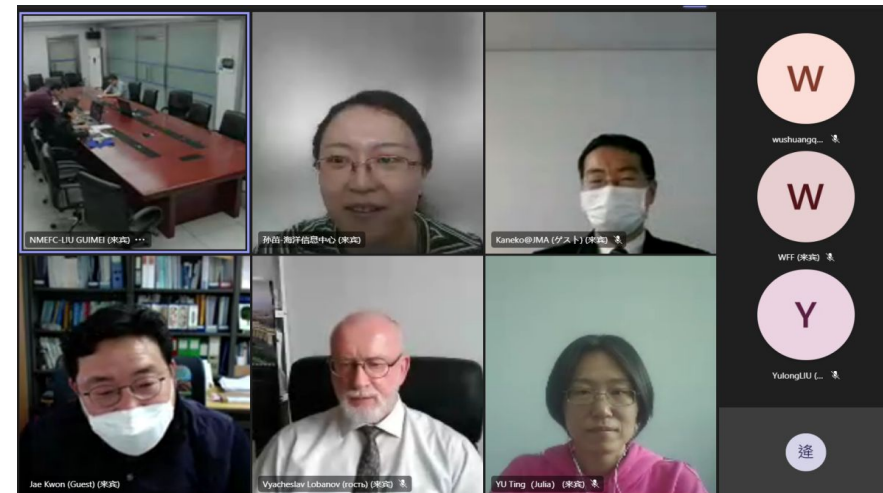 NMEFC-LIU GUIMEI (来宾) ···
孙苗-海洋信息中心 (来宾)
Kaneko@JMA (ゲスト) (来宾)
W
wushuangq...
W
WFF (来宾)
Y
YulongLIU (...
逄
Jae Kwon (Guest) (来宾)
Vyacheslav Lobanov (гость) (来宾)
YU Ting（Julia） (来宾)